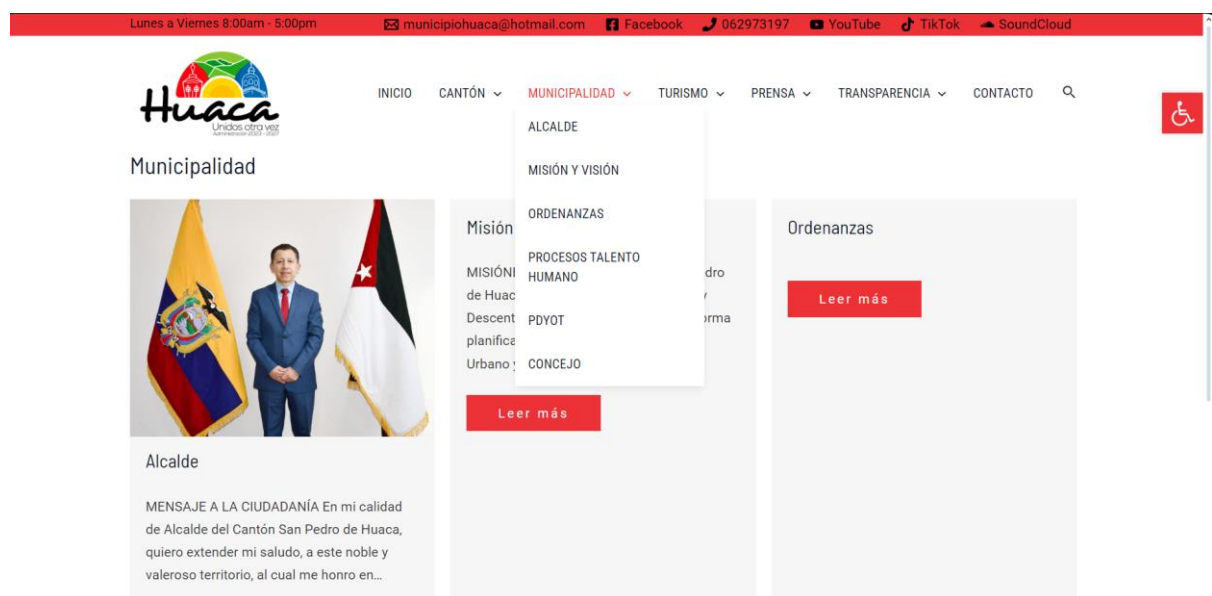 Lunes a Viernes 8:00am - 5:00pm municipiohuaca@hotmail.com Facebook 062973197 YouTube TikTok SoundCloud
Huaca
Unidos otra vez
Administración 2023 - 2027
INICIO CANTÓN MUNICIPALIDAD TURISMO PRENSA TRANSPARENCIA CONTACTO
ALCALDE
MISIÓN Y VISIÓN
ORDENANZAS
PROCESOS TALENTO
HUMANO
PDYOT
CONCEJO
Municipalidad
Alcalde
MENSAJE A LA CIUDADANÍA En mi calidad
de Alcalde del Cantón San Pedro de Huaca,
quiero extender mi saludo, a este noble y
valeroso territorio, al cual me honro en…
Misión
MISIÓN dro
de Huac
Descent orma
planifica
Urbano
Leer más
Ordenanzas
Leer más